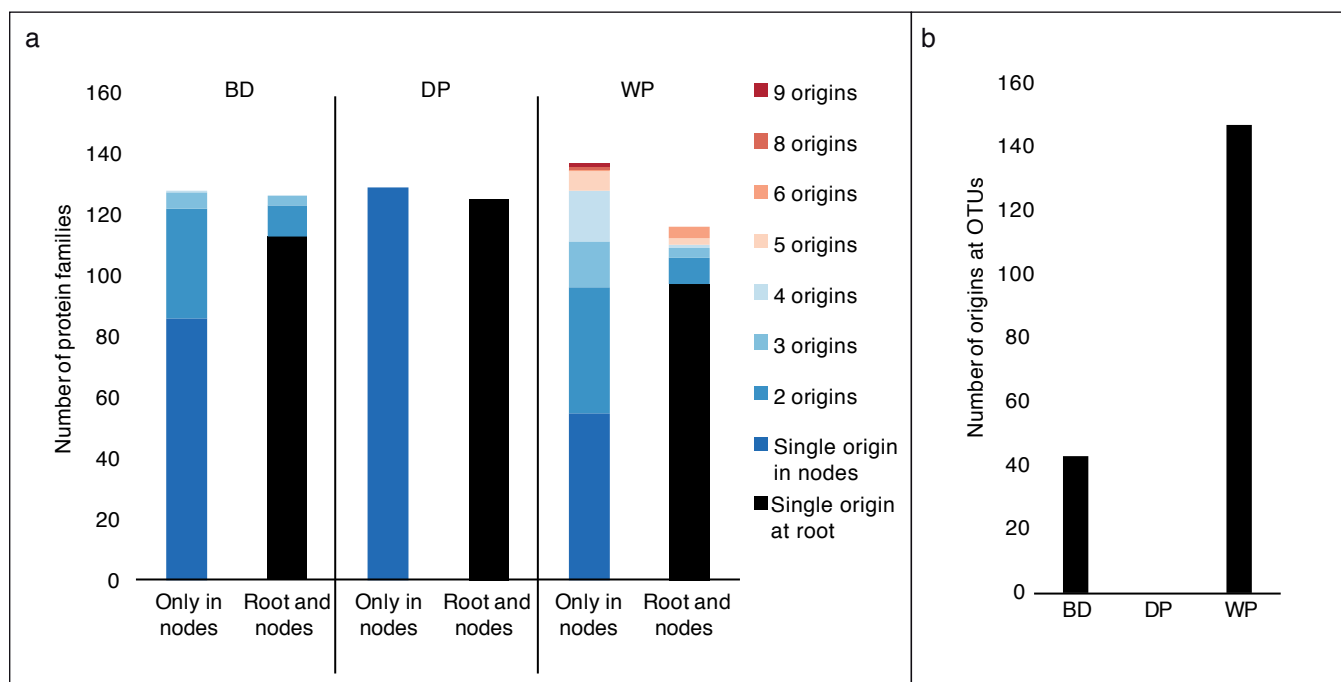 a
BD
DP
WP
Number of protein families
160
140
120
100
80
60
40
20
0
Only in
nodes
Root and
nodes
Only in
nodes
Root and
nodes
Only in
nodes
Root and
nodes
9 origins
8 origins
6 origins
5 origins
4 origins
3 origins
2 origins
Single origin
in nodes
Single origin
at root
b
Number of origins at OTUs
160
140
120
100
80
60
40
20
0
BD
DP
WP